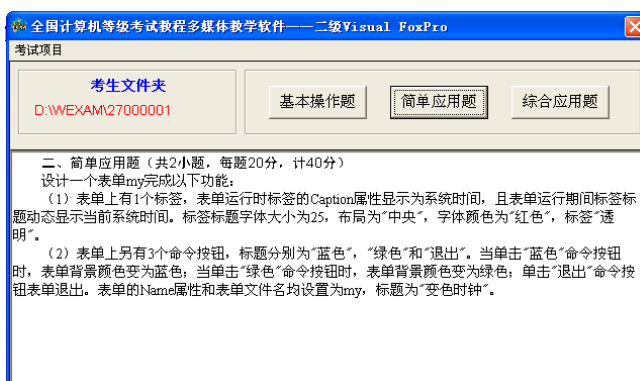 全国计算机等级考试教程多媒体教学软件——二级Visual FoxPro
考试项目
考生文件夹
D:\WEXAM\27000001
基本操作题
简单应用题
综合应用题
二、简单应用题（共2小题，每题20分，计40分）
设计一个表单my完成以下功能：
（1）表单上有1个标签，表单运行时标签的Caption属性显示为系统时间，且表单运行期间标签标
题动态显示当前系统时间。标签标题字体大小为25，布局为"中央"，字体颜色为"红色"，标签"透
明"。
（2）表单上另有3个命令按钮，标题分别为"蓝色"，"绿色"和"退出"。当单击"蓝色"命令按钮
时，表单背景颜色变为蓝色；当单击"绿色"命令按钮时，表单背景颜色变为绿色；单击"退出"命令按
钮表单退出。表单的Name属性和表单文件名均设置为my，标题为"变色时钟"。